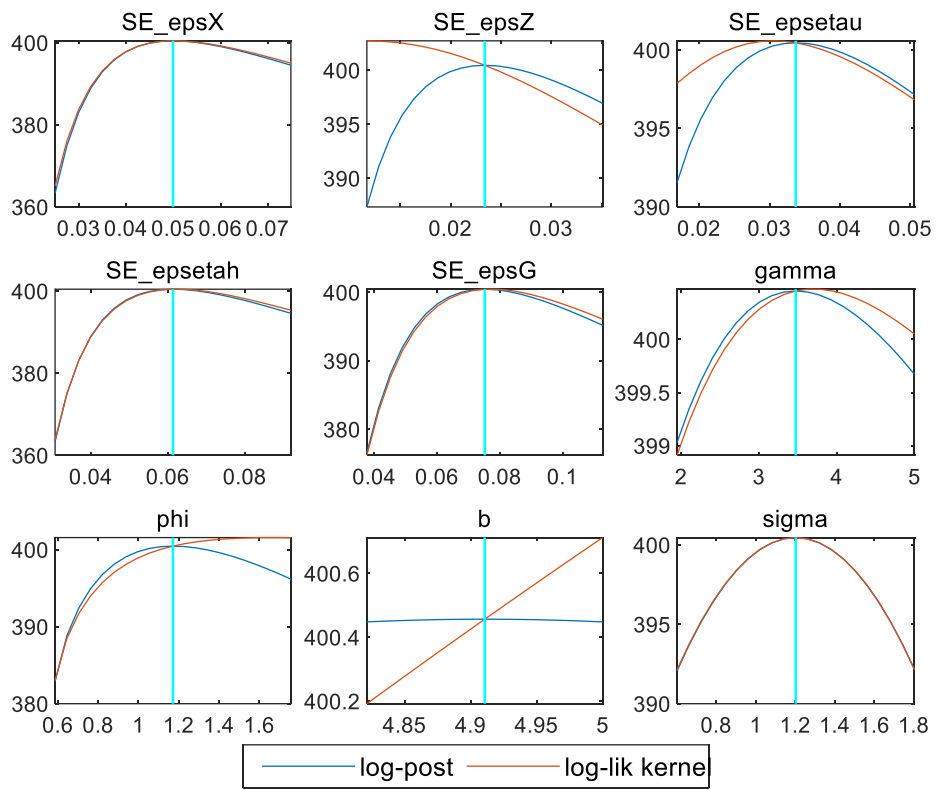 SE_epsX
SE_epsZ
SE_epsetau
400
380
360
0.03 0.04 0.05 0.06 0.07
400
395
390
0.02 0.03
400
395
390
0.02 0.03 0.04 0.05
SE_epsetah
SE_epsG
gamma
400
380
360
0.04 0.06 0.08
400
390
380
0.04 0.06 0.08 0.1
400
399.5
399
2 3 4 5
phi
b
sigma
400
390
380
0.6 0.8 1 1.2 1.4 1.6
400.6
400.4
400.2
4.85 4.9 4.95 5
400
395
390
0.8 1 1.2 1.4 1.6 1.8
log-post
log-lik kernel